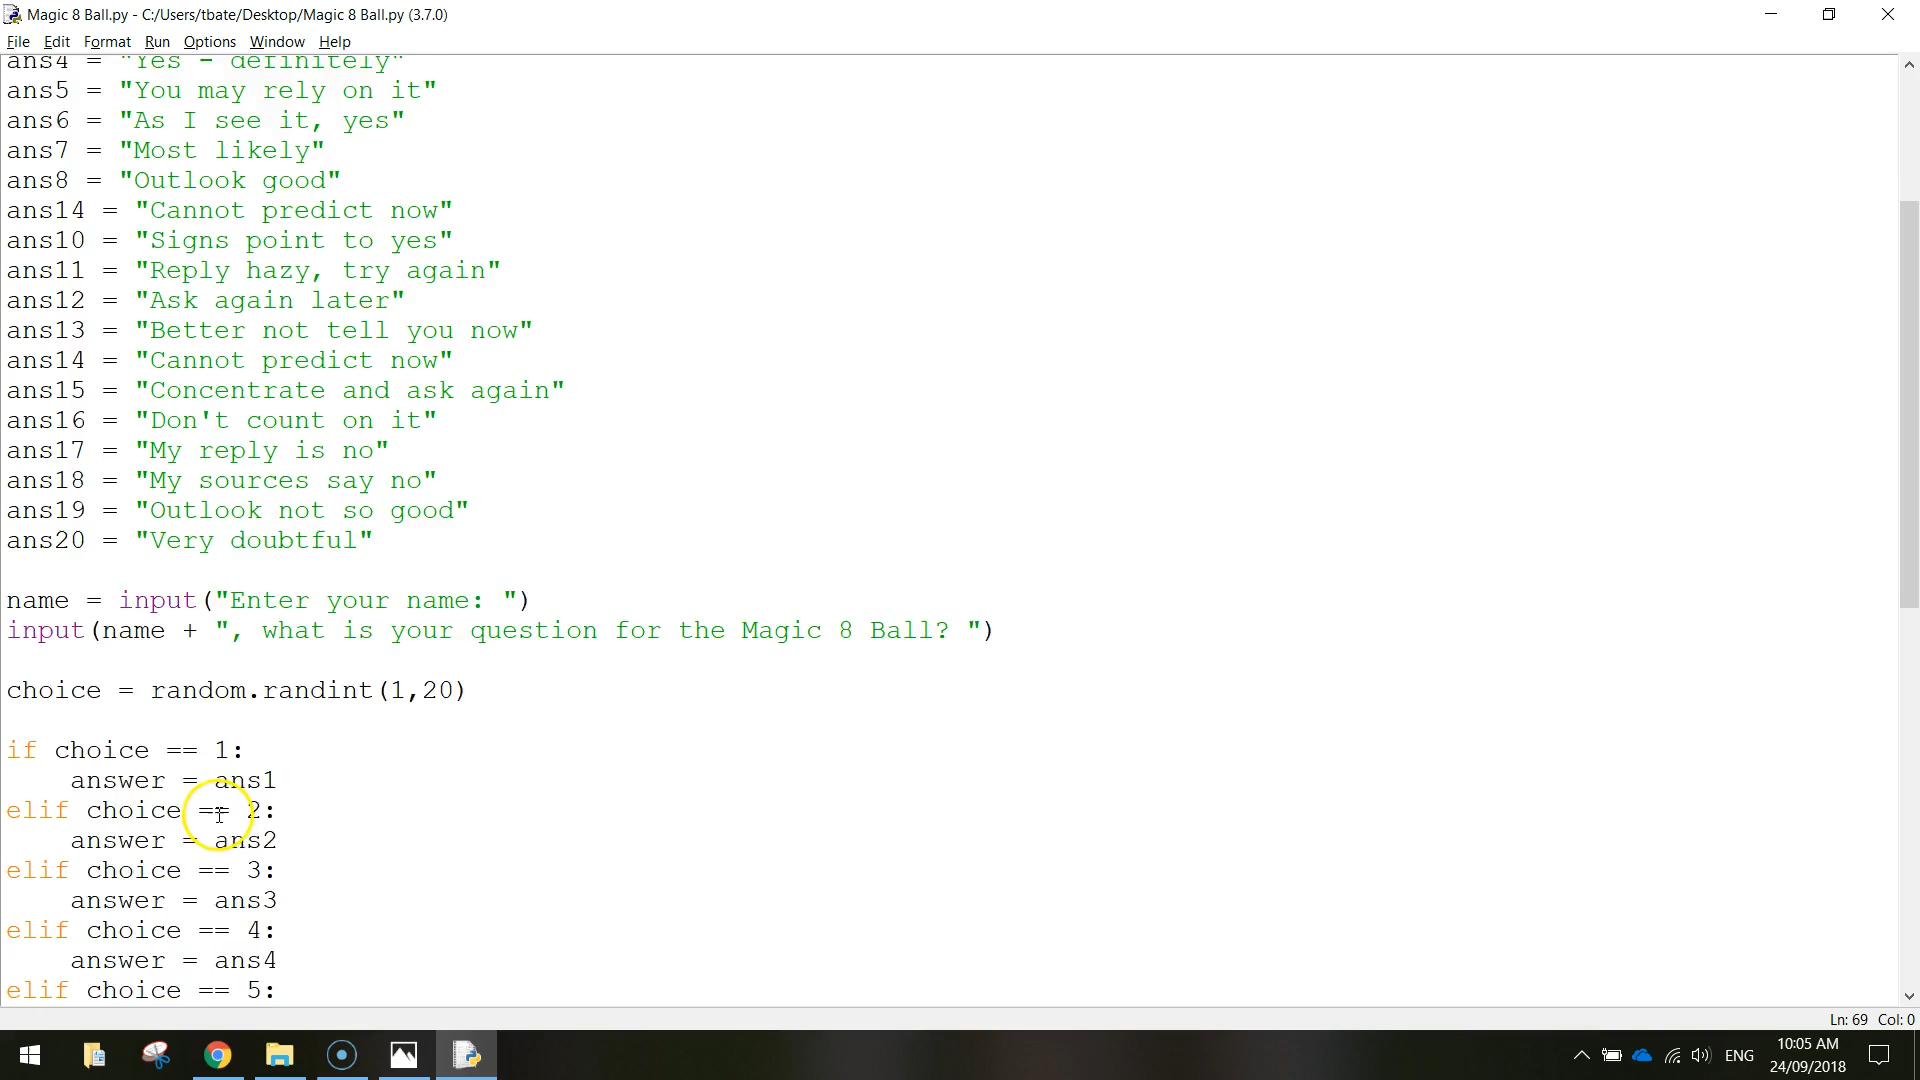 Magic 8 Ball.py - C:/Users/tbate/Desktop/Magic 8 Ball.py (3.7.0)
File Edit Format Run Options Window Help
ans4 = "Yes - definitely"
ans5 = "You may rely on it"
ans6 = "As I see it, yes"
ans7 = "Most likely"
ans8 = "Outlook good"
ans14 = "Cannot predict now"
ans10 = "Signs point to yes"
ans11 = "Reply hazy, try again"
ans12 = "Ask again later"
ans13 = "Better not tell you now"
ans14 = "Cannot predict now"
ans15 = "Concentrate and ask again"
ans16 = "Don't count on it"
ans17 = "My reply is no"
ans18 = "My sources say no"
ans19 = "Outlook not so good"
ans20 = "Very doubtful"
name = input("Enter your name: ")
input(name + ", what is your question for the Magic 8 Ball? ")
choice = random.randint(1,20)
if choice == 1:
    answer = ans1
elif choice == 2:
    answer = ans2
elif choice == 3:
    answer = ans3
elif choice == 4:
    answer = ans4
elif choice == 5:
Ln: 69 Col: 0
ENG
10:05 AM
24/09/2018